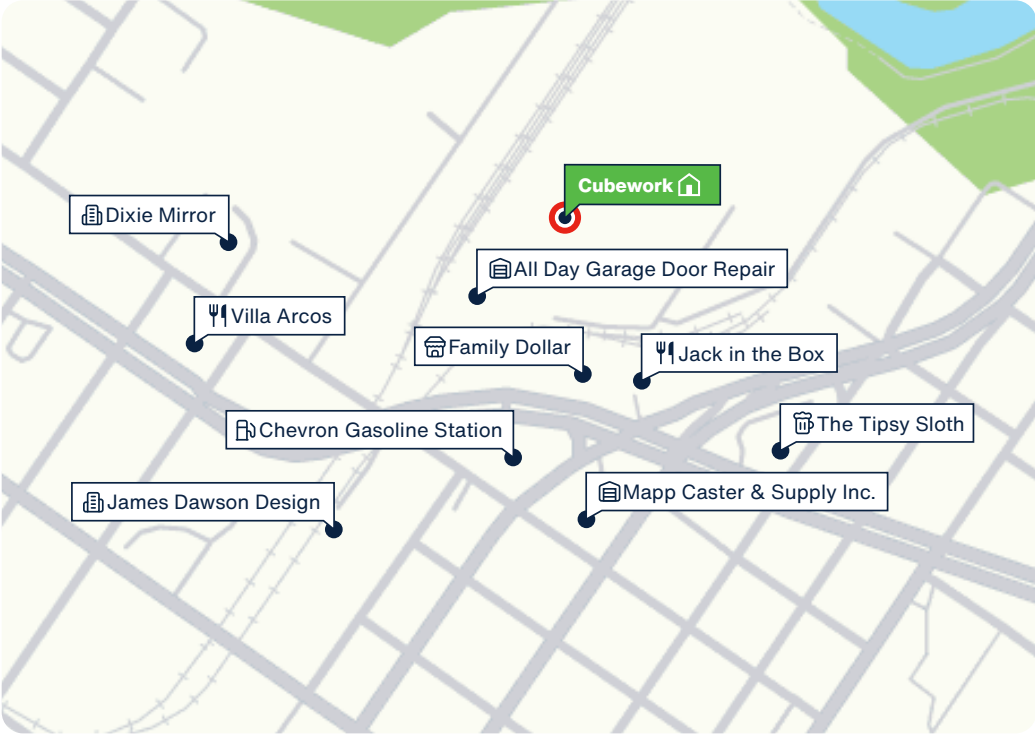 Cubework
Dixie Mirror
All Day Garage Door Repair
Villa Arcos
Family Dollar
Jack in the Box
The Tipsy Sloth
Chevron Gasoline Station
Mapp Caster & Supply Inc.
James Dawson Design